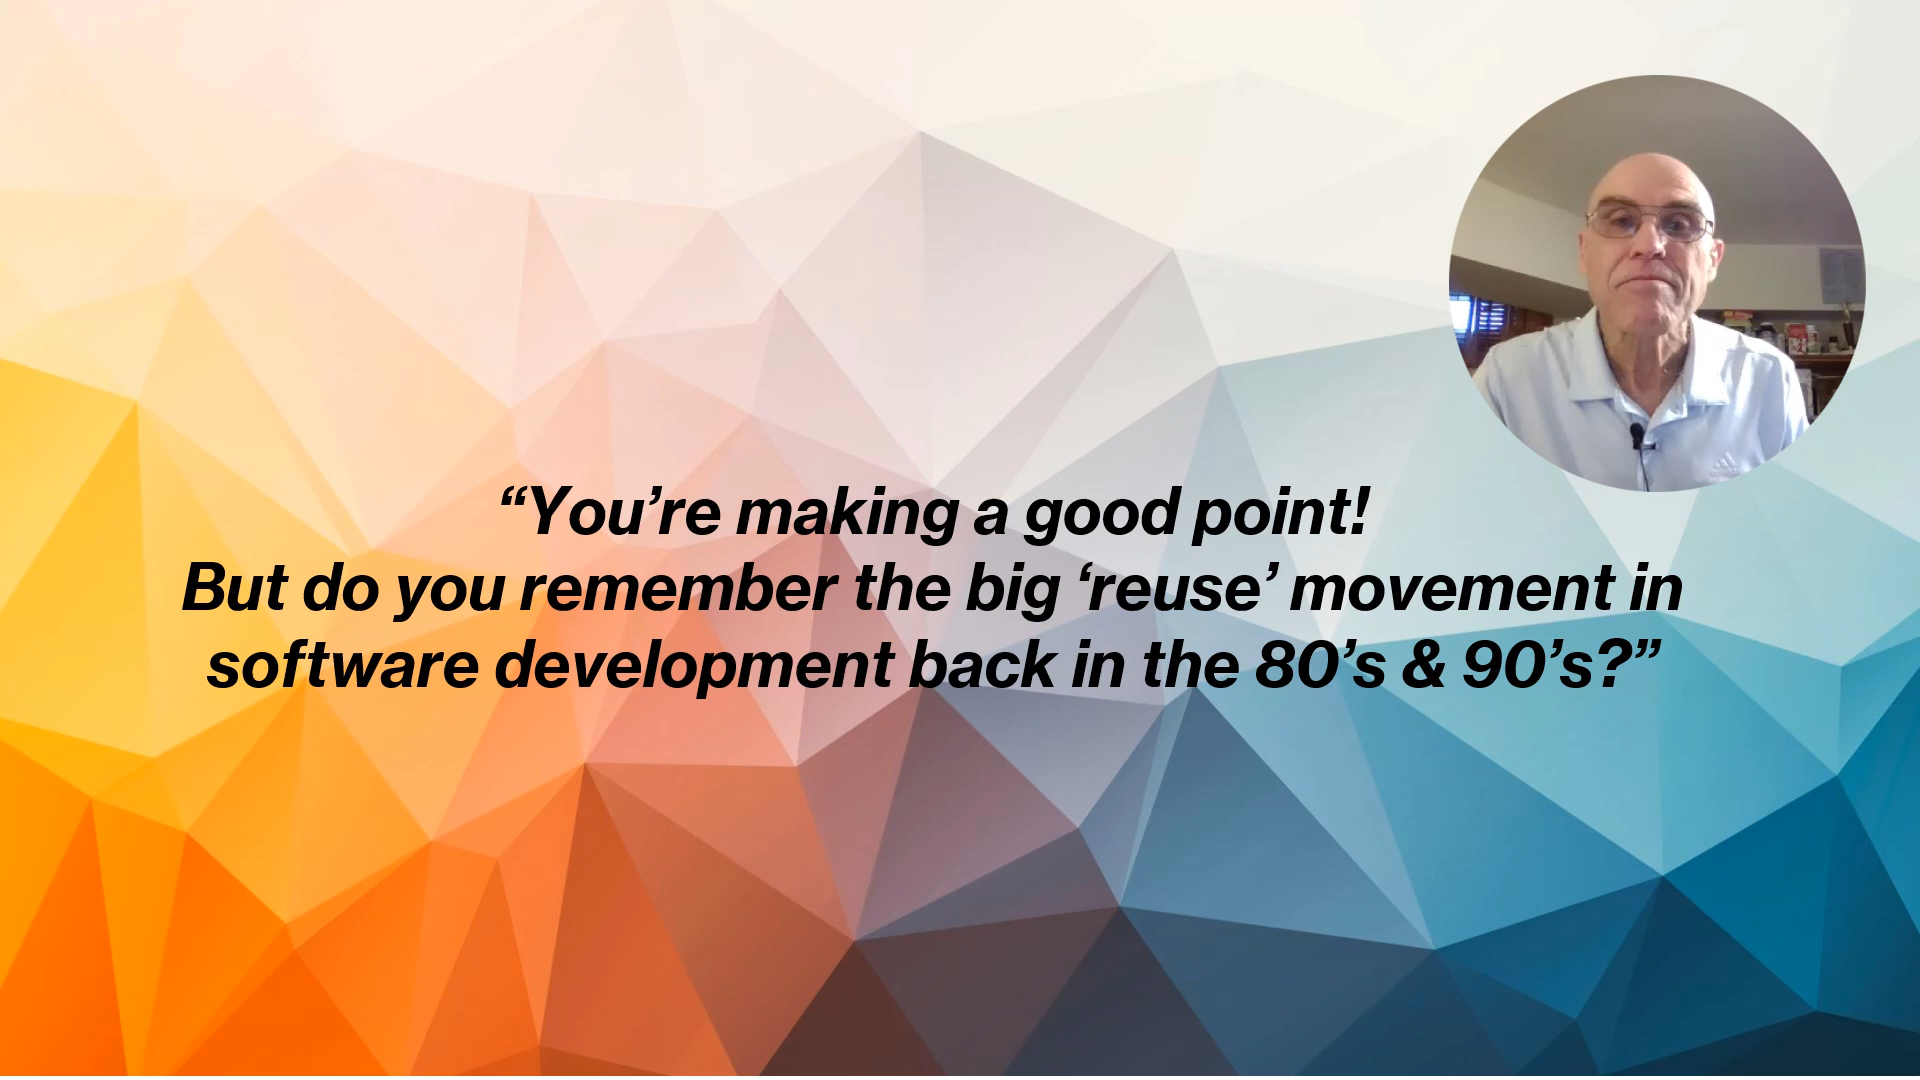 “You’re making a good point!
But do you remember the big ‘reuse’ movement in
software development back in the 80’s & 90’s?”